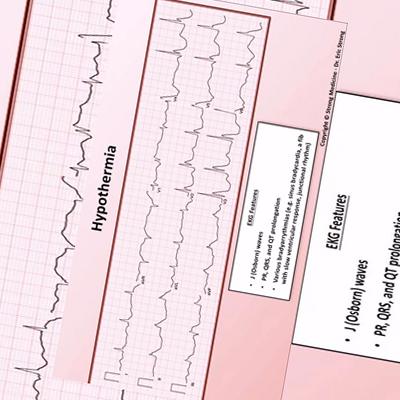 Hypothermia
EKG Features
• J (Osborn) waves
• PR, QRS, and QT prolongation
• Various bradyarrhythmias (e.g. sinus bradycardia, a fib
with slow ventricular response, junctional rhythm)
Copyright © Strong Medicine - Dr. Eric Strong
EKG Features
• J (Osborn) waves
• PR, QRS, and QT prolongation